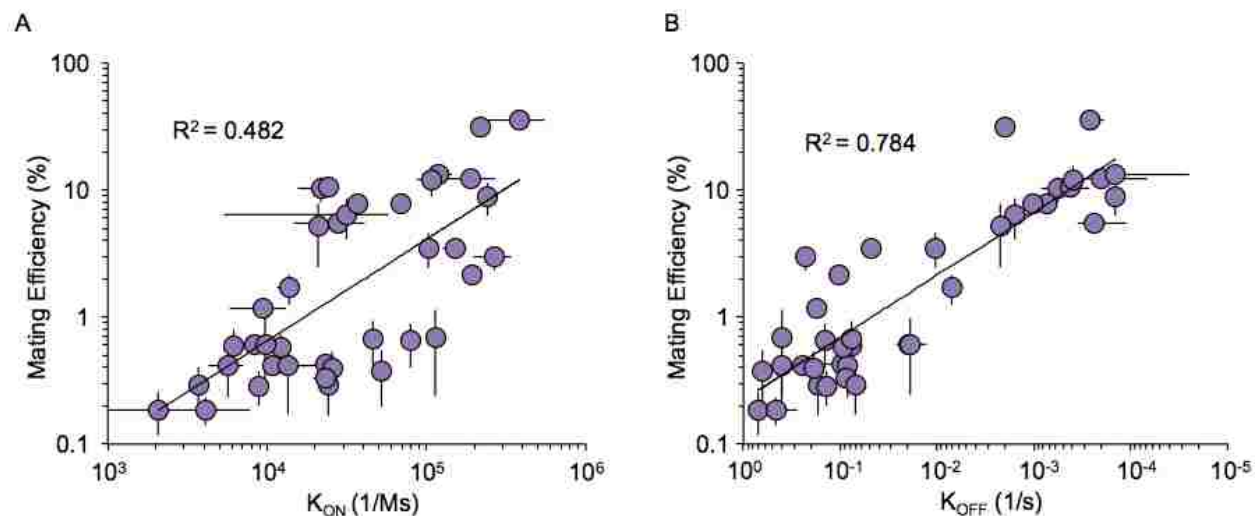 A
B
100
10
1
0.1
Mating Efficiency (%)
R² = 0.482
10³
10⁴
10⁵
10⁶
K_ON (1/Ms)
100
10
1
0.1
Mating Efficiency (%)
R² = 0.784
10⁰
10⁻¹
10⁻²
10⁻³
10⁻⁴
10⁻⁵
K_OFF (1/s)